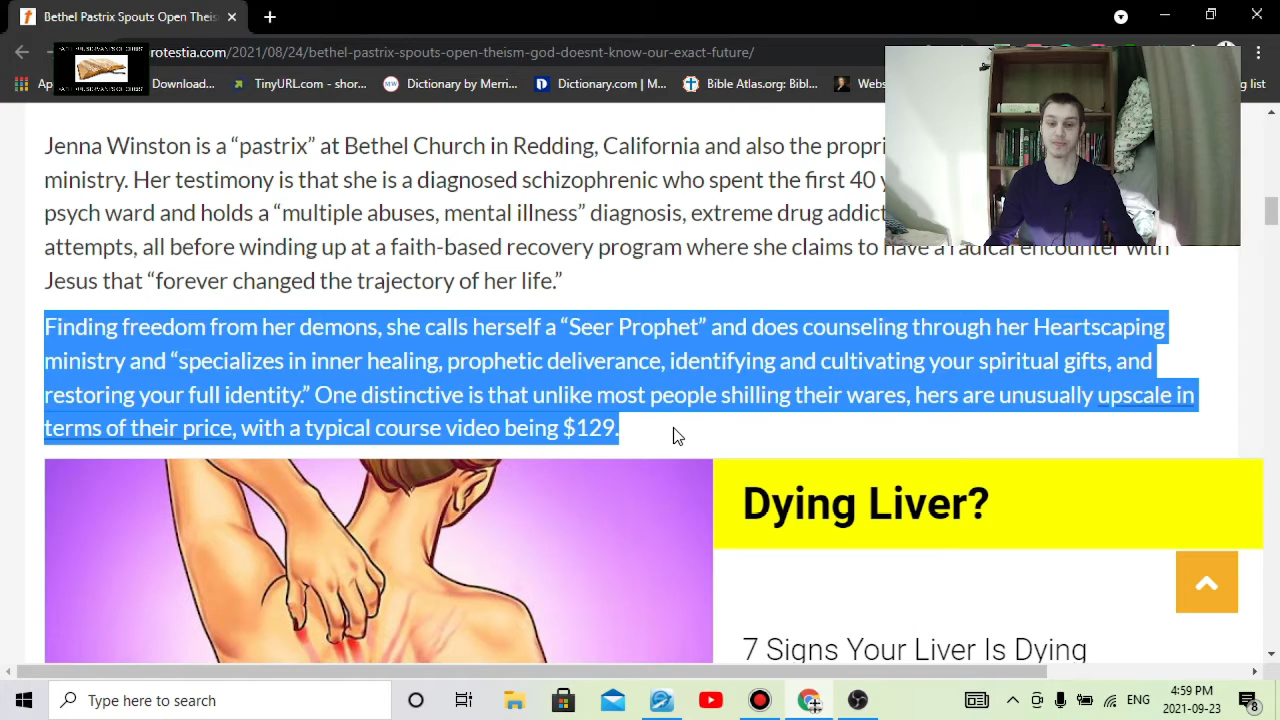 Bethel Pastrix Spouts Open Theis
rotestia.com/2021/08/24/bethel-pastrix-spouts-open-theism-god-doesnt-know-our-exact-future/
Ap
Download...
TinyURL.com - shor...
Dictionary by Merri...
Dictionary.com | M...
Bible Atlas.org: Bibl...
Webs
ng list
Jenna Winston is a “pastrix” at Bethel Church in Redding, California and also the propri
ministry. Her testimony is that she is a diagnosed schizophrenic who spent the first 40 y
psych ward and holds a “multiple abuses, mental illness” diagnosis, extreme drug addict
attempts, all before winding up at a faith-based recovery program where she claims to have a radical encounter with
Jesus that “forever changed the trajectory of her life.”
Finding freedom from her demons, she calls herself a “Seer Prophet” and does counseling through her Heartscaping
ministry and “specializes in inner healing, prophetic deliverance, identifying and cultivating your spiritual gifts, and
restoring your full identity.” One distinctive is that unlike most people shilling their wares, hers are unusually upscale in
terms of their price, with a typical course video being $129.
Dying Liver?
7 Signs Your Liver Is Dying
Type here to search
ENG
4:59 PM
2021-09-23
8